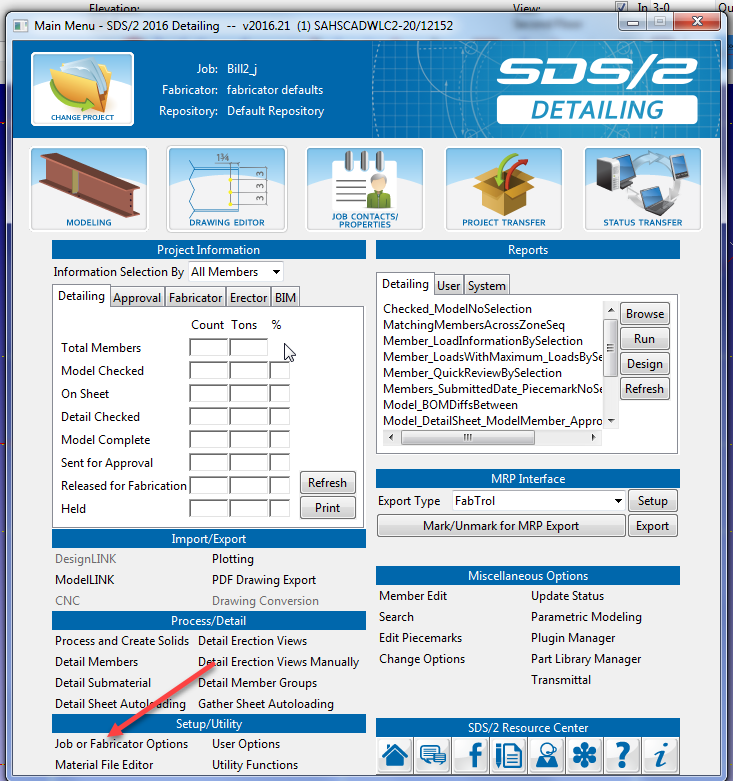 Elevation:
View:
In 3-0
Main Menu - SDS/2 2016 Detailing -- v2016.21 (1) SAHSCADWLC2-20/12152
CHANGE PROJECT
Job: Bill2_j
Fabricator: fabricator defaults
Repository: Default Repository
SDS/2
DETAILING
MODELING
1¾
3
3
DRAWING EDITOR
JOB CONTACTS/
PROPERTIES
PROJECT TRANSFER
STATUS TRANSFER
Project Information
Information Selection By All Members
Detailing Approval Fabricator Erector BIM
Count Tons %
Total Members
Model Checked
On Sheet
Detail Checked
Model Complete
Sent for Approval
Released for Fabrication
Held
Refresh
Print
Reports
Detailing User System
Checked_ModelNoSelection
MatchingMembersAcrossZoneSeq
Member_LoadInformationBySelection
Member_LoadsWithMaximum_LoadsBySe
Member_QuickReviewBySelection
Members_SubmittedDate_PiecemarkNoSe
Model_BOMDiffsBetween
Model_DetailSheet_ModelMember_Appro
Browse
Run
Design
Refresh
MRP Interface
Export Type FabTrol Setup
Mark/Unmark for MRP Export Export
Import/Export
DesignLINK Plotting
ModelLINK PDF Drawing Export
CNC Drawing Conversion
Process/Detail
Process and Create Solids Detail Erection Views
Detail Members Detail Erection Views Manually
Detail Submaterial Detail Member Groups
Detail Sheet Autoloading Gather Sheet Autoloading
Setup/Utility
Job or Fabricator Options User Options
Material File Editor Utility Functions
Miscellaneous Options
Member Edit Update Status
Search Parametric Modeling
Edit Piecemarks Plugin Manager
Change Options Part Library Manager
Transmittal
SDS/2 Resource Center
f ? i